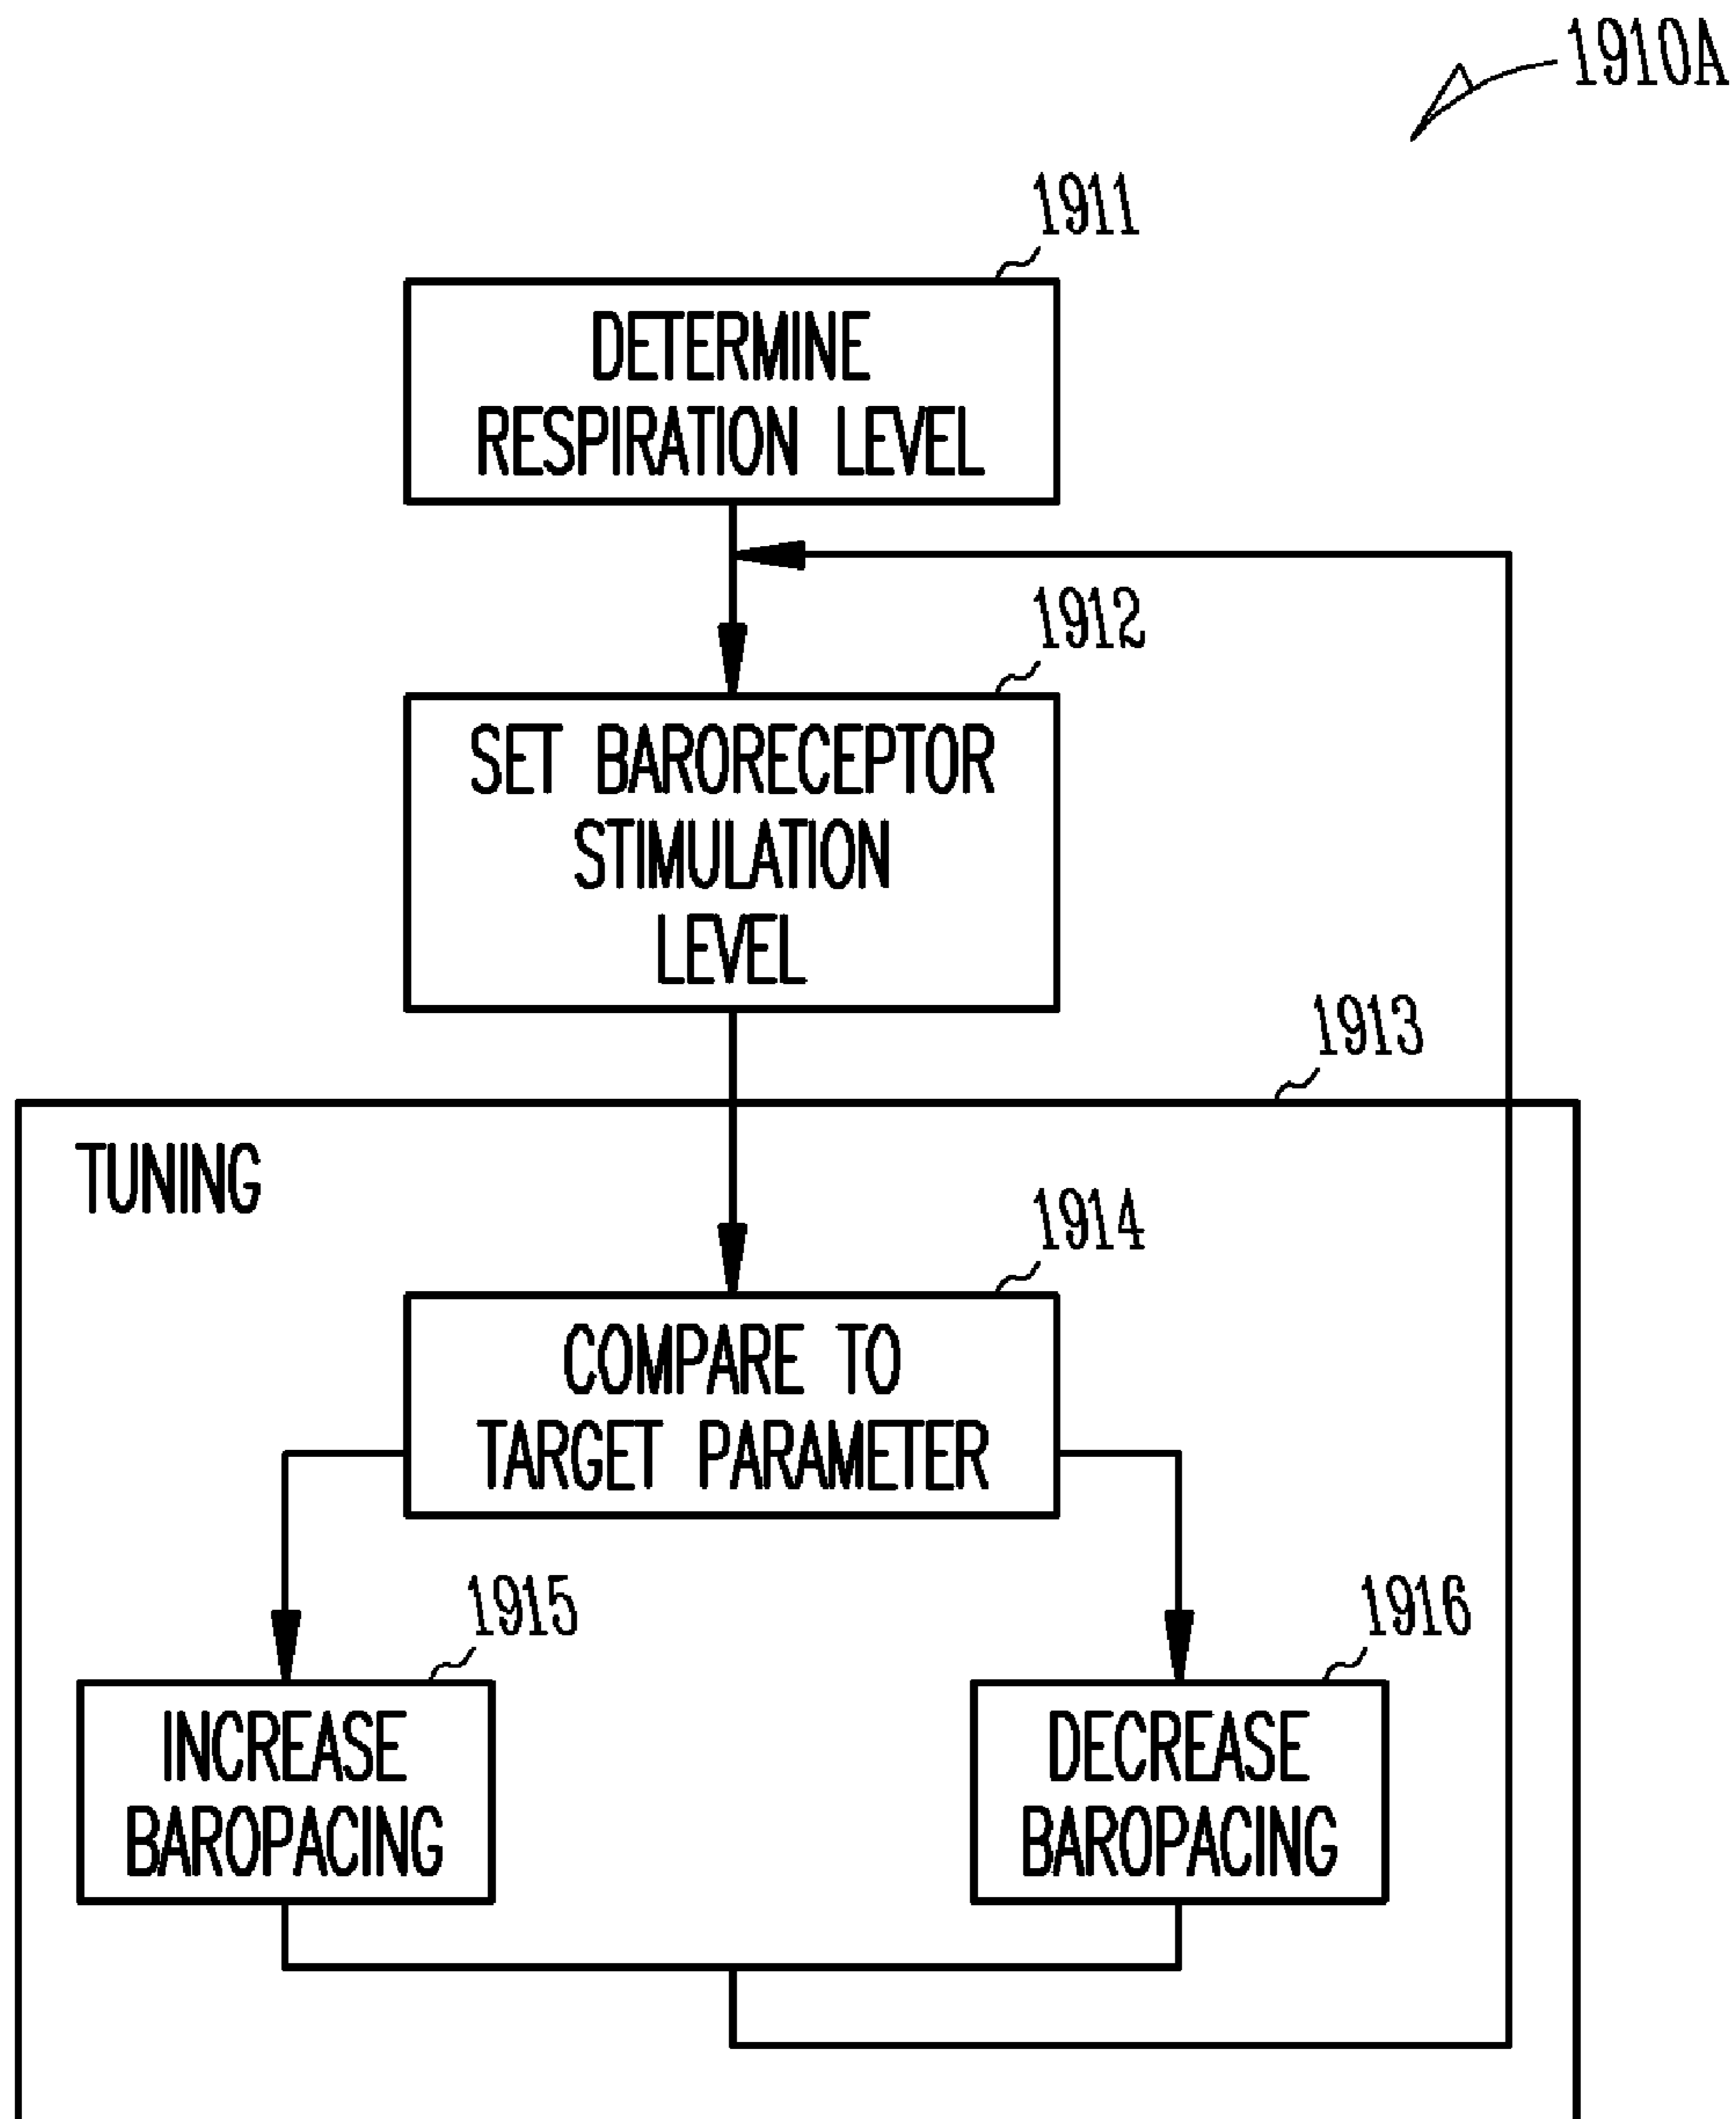 1910A
1911
DETERMINE
RESPIRATION LEVEL
1912
SET BARORECEPTOR
STIMULATION
LEVEL
1913
TUNING
1914
COMPARE TO
TARGET PARAMETER
1915
INCREASE
BAROPACING
1916
DECREASE
BAROPACING